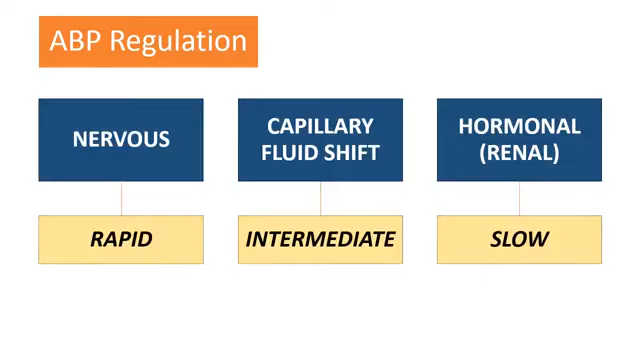 ABP Regulation
NERVOUS
CAPILLARY
FLUID SHIFT
HORMONAL
(RENAL)
RAPID
INTERMEDIATE
SLOW